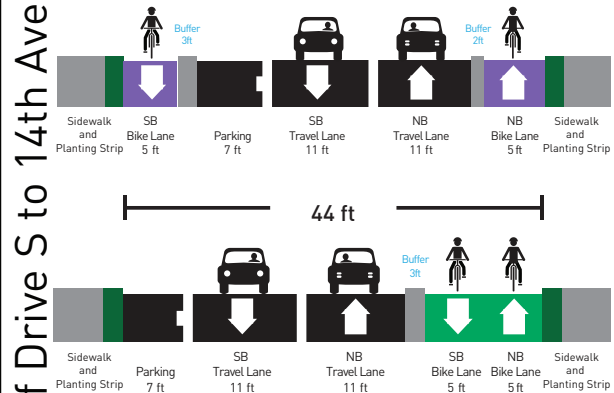 f Drive S to 14th Ave
Buffer
3ft
Buffer
2ft
Sidewalk
and
Planting Strip
SB
Bike Lane
5 ft
Parking
7 ft
SB
Travel Lane
11 ft
NB
Travel Lane
11 ft
NB
Bike Lane
5 ft
Sidewalk
and
Planting Strip
44 ft
Buffer
3ft
Sidewalk
and
Planting Strip
Parking
7 ft
SB
Travel Lane
11 ft
NB
Travel Lane
11 ft
SB
Bike Lane
5 ft
NB
Bike Lane
5 ft
Sidewalk
and
Planting Strip